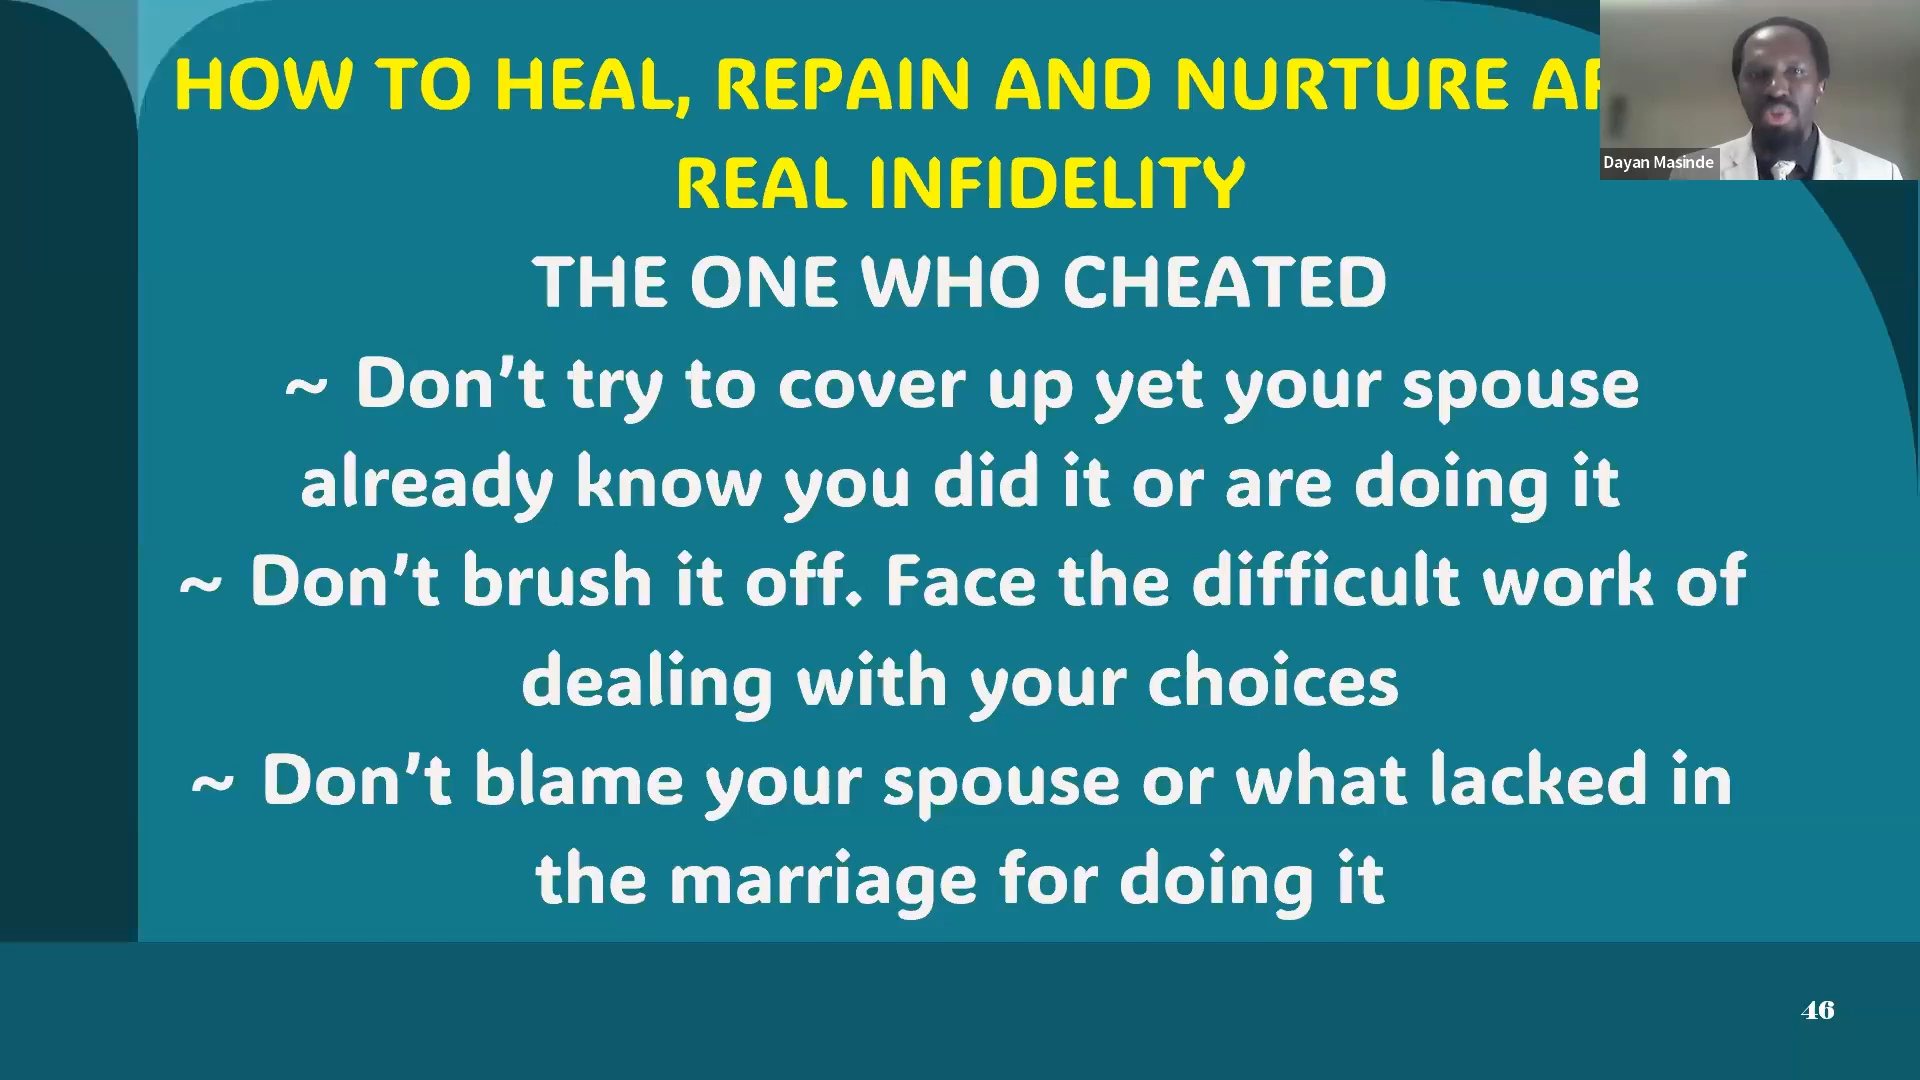 HOW TO HEAL, REPAIN AND NURTURE
REAL INFIDELITY
THE ONE WHO CHEATED
~ Don't try to cover up yet your spouse
already know you did it or are doing it
~ Don't brush it off. Face the difficult work of
dealing with your choices
~ Don't blame your spouse or what lacked in
the marriage for doing it
Dayan Masinde
46